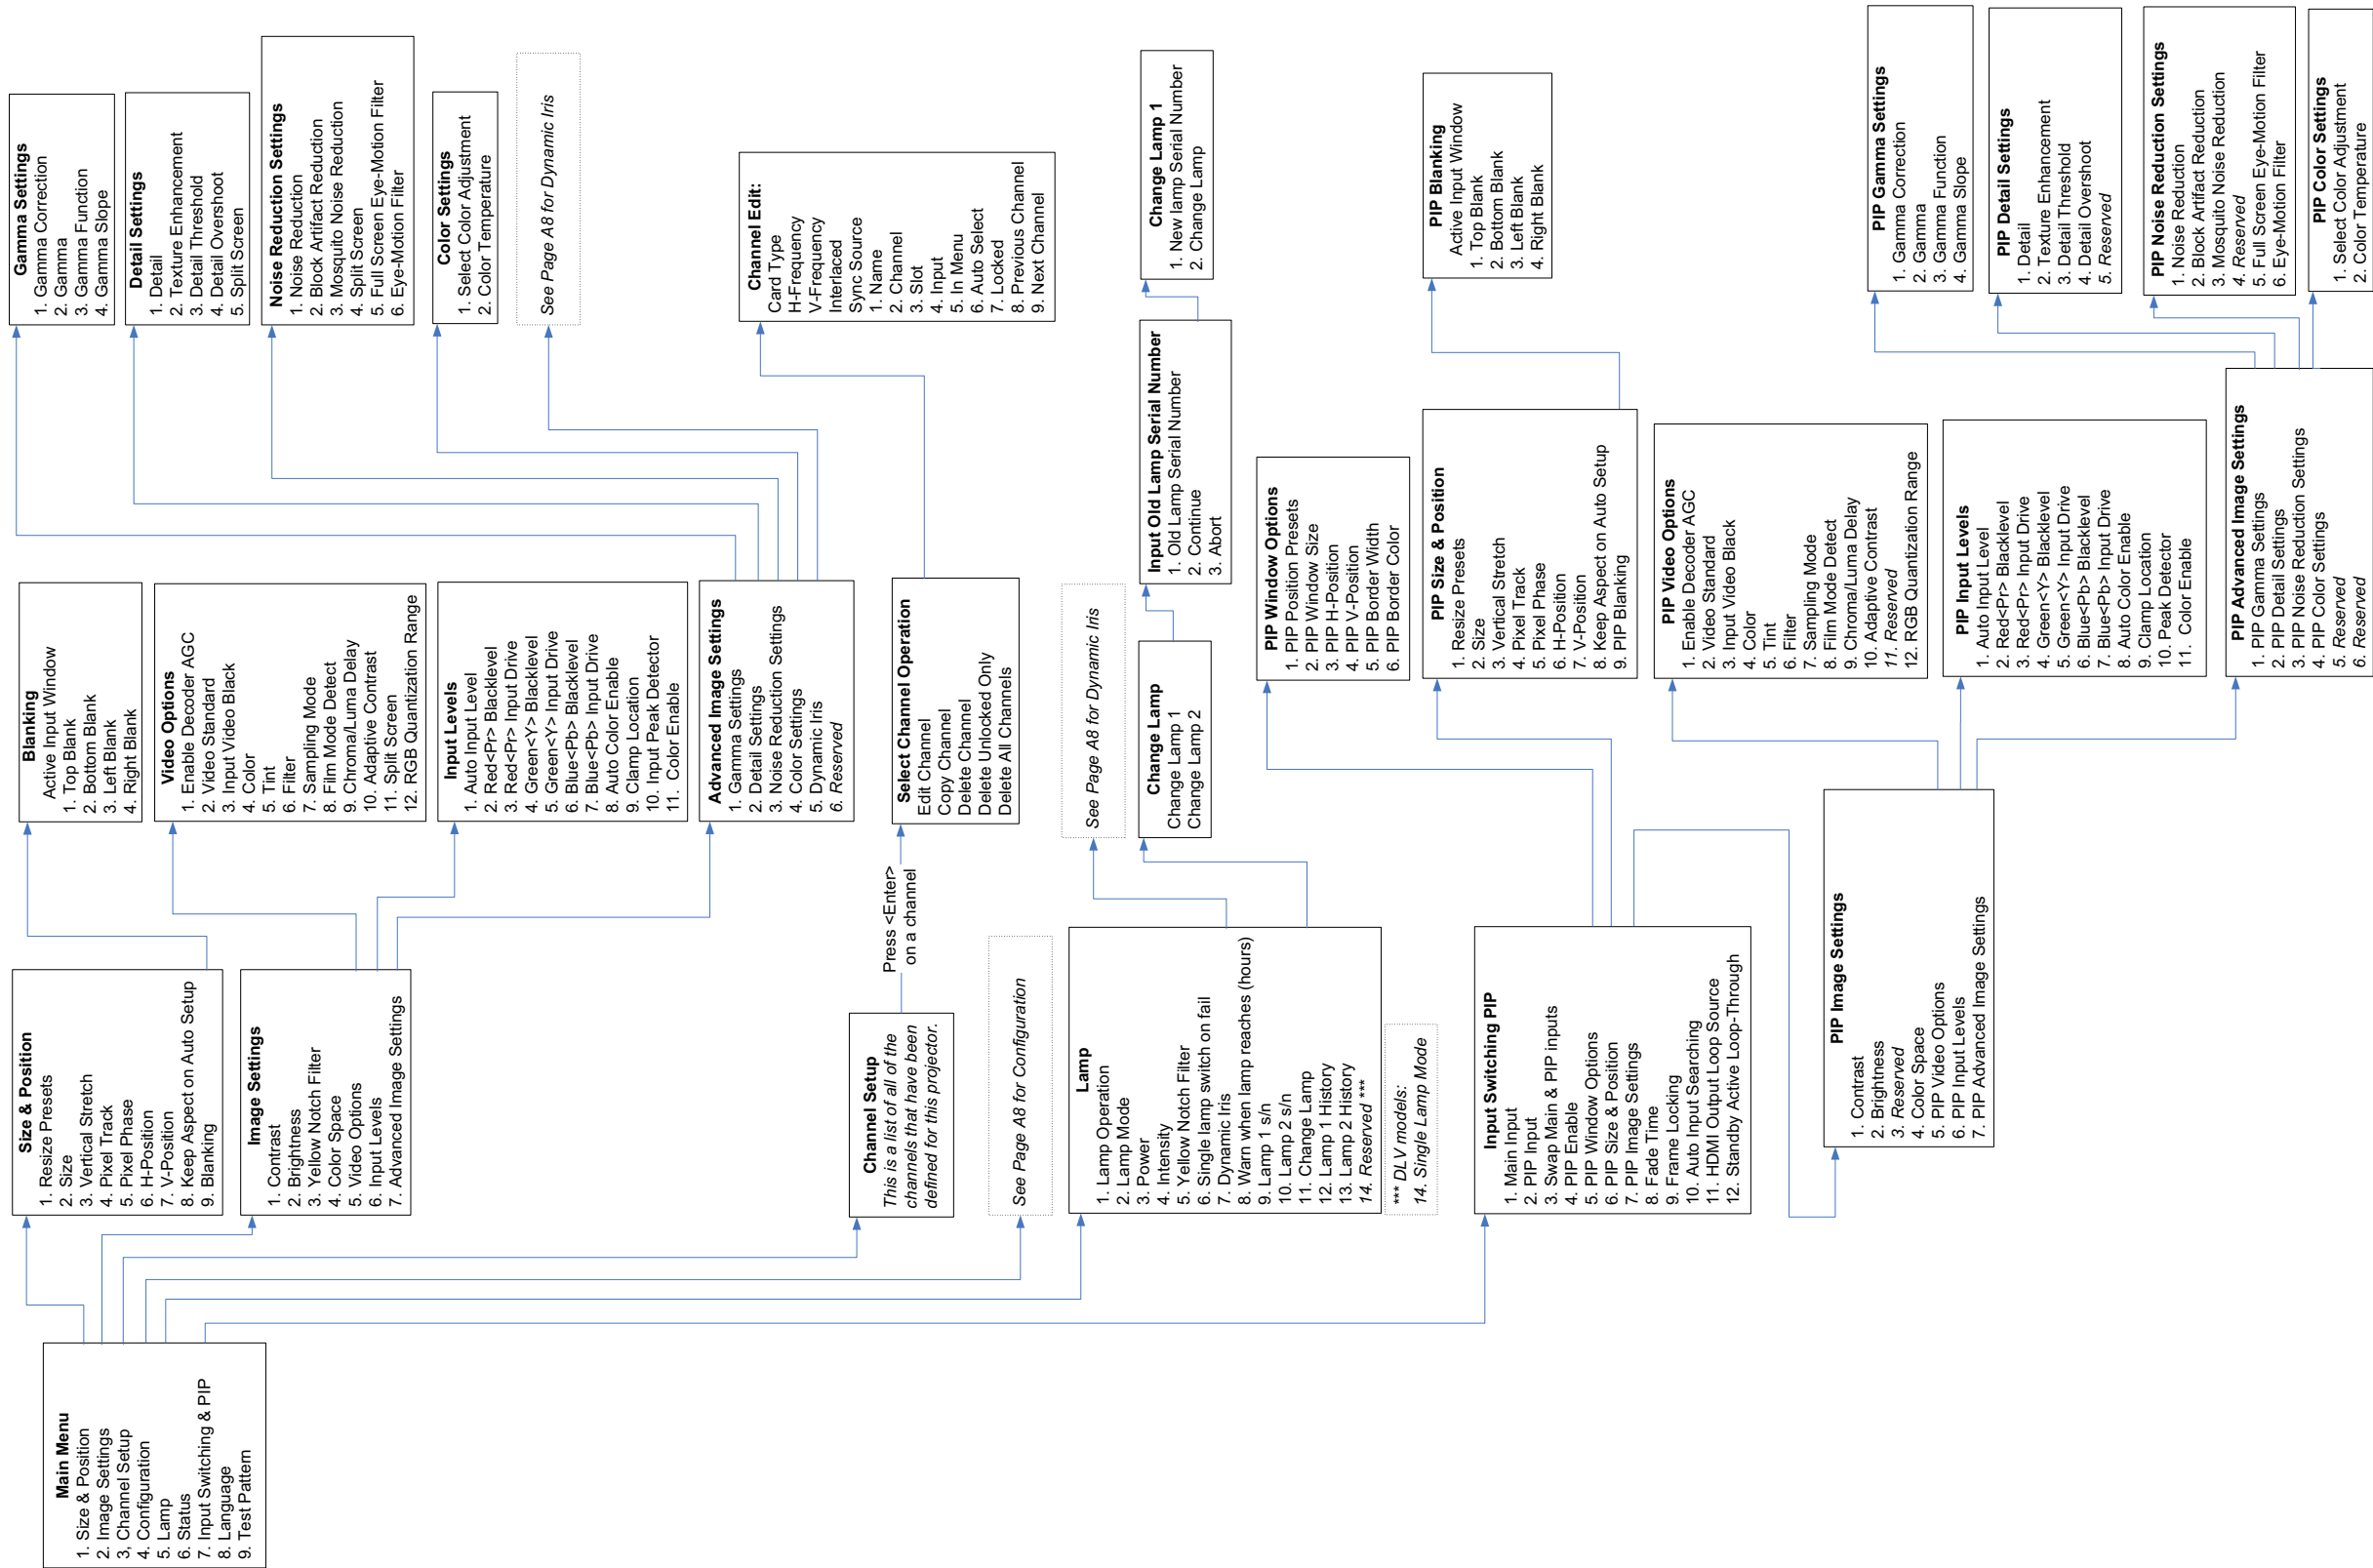 Main Menu
1. Size & Position
2. Image Settings
3, Channel Setup
4. Configuration
5. Lamp
6. Status
7. Input Switching & PIP
8. Language
9. Test Pattern
Size & Position
1. Resize Presets
2. Size
3. Vertical Stretch
4. Pixel Track
5. Pixel Phase
6. H-Position
7. V-Position
8. Keep Aspect on Auto Setup
9. Blanking
Image Settings
1. Contrast
2. Brightness
3. Yellow Notch Filter
4. Color Space
5. Video Options
6. Input Levels
7. Advanced Image Settings
Channel Setup
This is a list of all of the
channels that have been
defined for this projector.
See Page A8 for Configuration
Lamp
1. Lamp Operation
2. Lamp Mode
3. Power
4. Intensity
5. Yellow Notch Filter
6. Single lamp switch on fail
7. Dynamic Iris
8. Warn when lamp reaches (hours)
9. Lamp 1 s/n
10. Lamp 2 s/n
11. Change Lamp
12. Lamp 1 History
13. Lamp 2 History
14. Reserved ***
*** DLV models:
14. Single Lamp Mode
Input Switching PIP
1. Main Input
2. PIP Input
3. Swap Main & PIP inputs
4. PIP Enable
5. PIP Window Options
6. PIP Size & Position
7. PIP Image Settings
8. Fade Time
9. Frame Locking
10. Auto Input Searching
11. HDMI Output Loop Source
12. Standby Active Loop-Through
PIP Image Settings
1. Contrast
2. Brightness
3. Reserved
4. Color Space
5. PIP Video Options
6. PIP Input Levels
7. PIP Advanced Image Settings
Blanking
Active Input Window
1. Top Blank
2. Bottom Blank
3. Left Blank
4. Right Blank
Video Options
1. Enable Decoder AGC
2. Video Standard
3. Input Video Black
4. Color
5. Tint
6. Filter
7. Sampling Mode
8. Film Mode Detect
9. Chroma/Luma Delay
10. Adaptive Contrast
11. Split Screen
12. RGB Quantization Range
Input Levels
1. Auto Input Level
2. Red<Pr> Blacklevel
3. Red<Pr> Input Drive
4. Green<Y> Blacklevel
5. Green<Y> Input Drive
6. Blue<Pb> Blacklevel
7. Blue<Pb> Input Drive
8. Auto Color Enable
9. Clamp Location
10. Input Peak Detector
11. Color Enable
Advanced Image Settings
1. Gamma Settings
2. Detail Settings
3. Noise Reduction Settings
4. Color Settings
5. Dynamic Iris
6. Reserved
Press <Enter>
on a channel
Select Channel Operation
Edit Channel
Copy Channel
Delete Channel
Delete Unlocked Only
Delete All Channels
See Page A8 for Dynamic Iris
Change Lamp
Change Lamp 1
Change Lamp 2
Input Old Lamp Serial Number
1. Old Lamp Serial Number
2. Continue
3. Abort
Change Lamp 1
1. New lamp Serial Number
2. Change Lamp
PIP Window Options
1. PIP Position Presets
2. PIP Window Size
3. PIP H-Position
4. PIP V-Position
5. PIP Border Width
6. PIP Border Color
PIP Size & Position
1. Resize Presets
2. Size
3. Vertical Stretch
4. Pixel Track
5. Pixel Phase
6. H-Position
7. V-Position
8. Keep Aspect on Auto Setup
9. PIP Blanking
PIP Video Options
1. Enable Decoder AGC
2. Video Standard
3. Input Video Black
4. Color
5. Tint
6. Filter
7. Sampling Mode
8. Film Mode Detect
9. Chroma/Luma Delay
10. Adaptive Contrast
11. Reserved
12. RGB Quantization Range
PIP Input Levels
1. Auto Input Level
2. Red<Pr> Blacklevel
3. Red<Pr> Input Drive
4. Green<Y> Blacklevel
5. Green<Y> Input Drive
6. Blue<Pb> Blacklevel
7. Blue<Pb> Input Drive
8. Auto Color Enable
9. Clamp Location
10. Peak Detector
11. Color Enable
PIP Advanced Image Settings
1. PIP Gamma Settings
2. PIP Detail Settings
3. PIP Noise Reduction Settings
4. PIP Color Settings
5. Reserved
6. Reserved
Gamma Settings
1. Gamma Correction
2. Gamma
3. Gamma Function
4. Gamma Slope
Detail Settings
1. Detail
2. Texture Enhancement
3. Detail Threshold
4. Detail Overshoot
5. Split Screen
Noise Reduction Settings
1. Noise Reduction
2. Block Artifact Reduction
3. Mosquito Noise Reduction
4. Split Screen
5. Full Screen Eye-Motion Filter
6. Eye-Motion Filter
Color Settings
1. Select Color Adjustment
2. Color Temperature
See Page A8 for Dynamic Iris
Channel Edit:
Card Type
H-Frequency
V-Frequency
Interlaced
Sync Source
1. Name
2. Channel
3. Slot
4. Input
5. In Menu
6. Auto Select
7. Locked
8. Previous Channel
9. Next Channel
PIP Blanking
Active Input Window
1. Top Blank
2. Bottom Blank
3. Left Blank
4. Right Blank
PIP Gamma Settings
1. Gamma Correction
2. Gamma
3. Gamma Function
4. Gamma Slope
PIP Detail Settings
1. Detail
2. Texture Enhancement
3. Detail Threshold
4. Detail Overshoot
5. Reserved
PIP Noise Reduction Settings
1. Noise Reduction
2. Block Artifact Reduction
3. Mosquito Noise Reduction
4. Reserved
5. Full Screen Eye-Motion Filter
6. Eye-Motion Filter
PIP Color Settings
1. Select Color Adjustment
2. Color Temperature